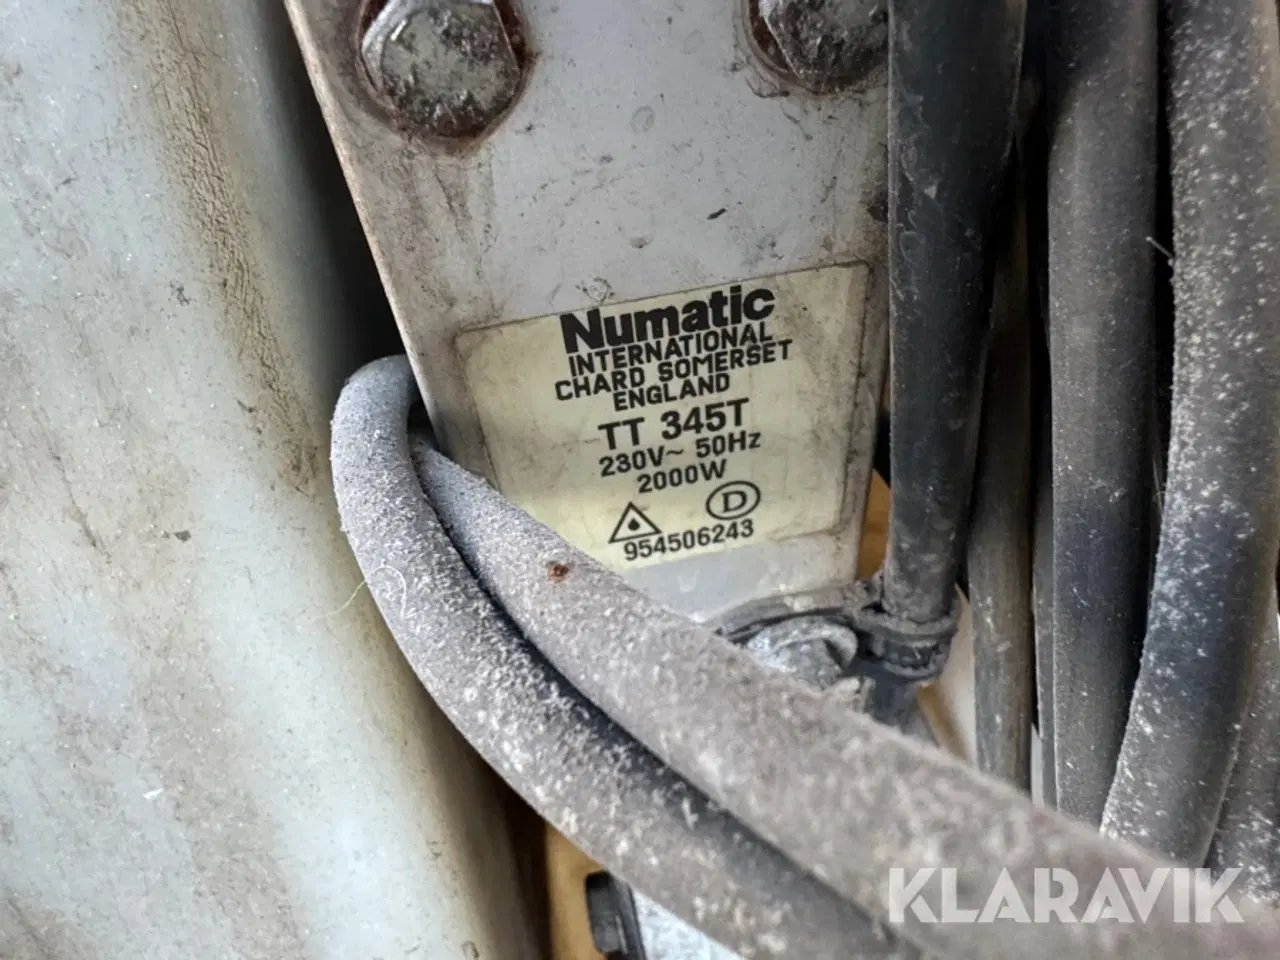 Numatic
INTERNATIONAL
CHARD SOMERSET
ENGLAND
TT 345T
230V~ 50Hz
2000W
D
954506243
KLARAVIK